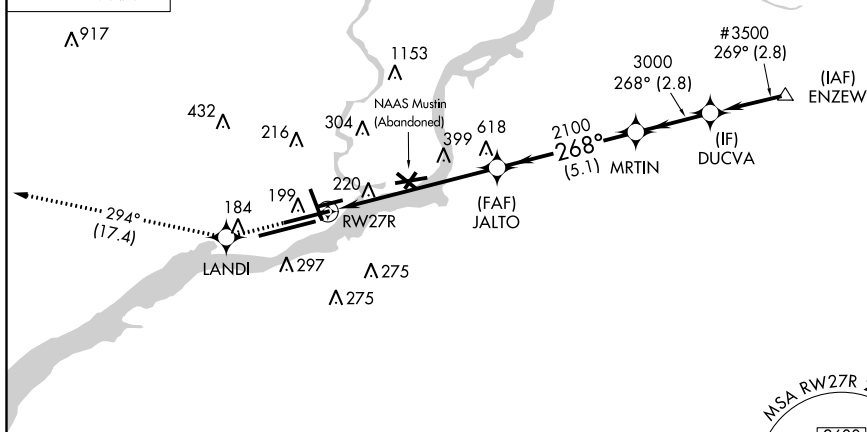 917
1153
#3500
269° (2.8)
3000
268° (2.8)
(IAF)
ENZEW
NAAS Mustin
(Abandoned)
432
216
304
399
618
2100
268°
(5.1)
MRTIN
(IF)
DUCVA
199
220
184
RW27R
(FAF)
JALTO
294°
(17.4)
LANDI
297
275
275
MSA RW27R